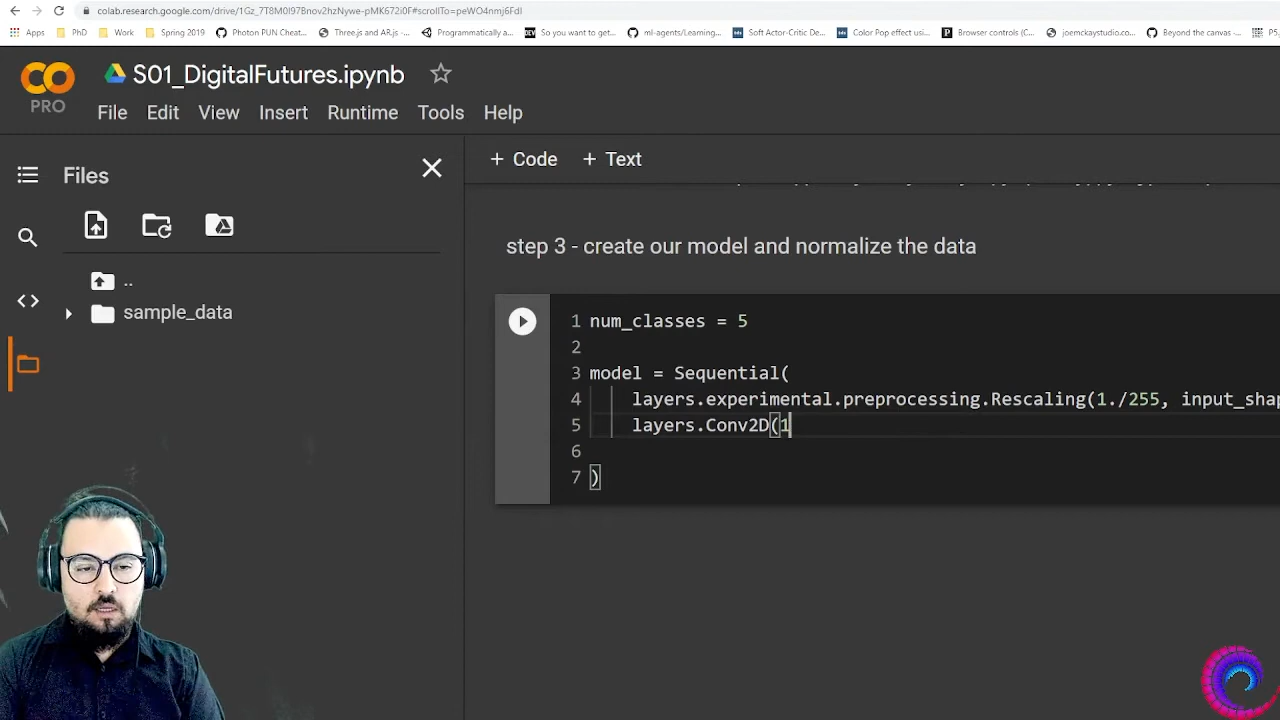 colab.research.google.com/drive/1Gz_7T8M0I97Bnov2hzNywe-pMK672i0F#scrollTo=peWO4nmj6FdI
Apps PhD Work Spring 2019 Photon PUN Cheat... Three.js and AR.js -... Programmatically a... So you want to get... ml-agents/Learning... Soft Actor-Critic De... Color Pop effect usi... Browser controls (C... joemckaystudio.co... Beyond the canvas -... P5.
CO PRO
S01_DigitalFutures.ipynb
File Edit View Insert Runtime Tools Help
Files
+ Code + Text
step 3 - create our model and normalize the data
..
sample_data
1 num_classes = 5
2
3 model = Sequential(
4 layers.experimental.preprocessing.Rescaling(1./255, input_shap
5 layers.Conv2D(1
6
7 )